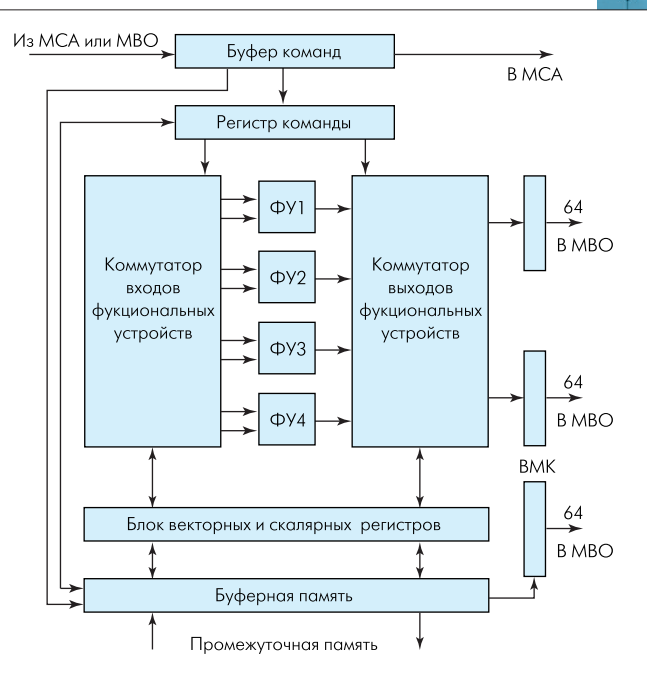 Из МСА или МВО
Буфер команд
В МСА
Регистр команды
ФУ1
64
В МВО
Коммутатор
входов
фукциональных
устройств
ФУ2
Коммутатор
выходов
фукциональных
устройств
ФУ3
64
В МВО
ФУ4
ВМК
64
В МВО
Блок векторных и скалярных регистров
Буферная память
Промежуточная память